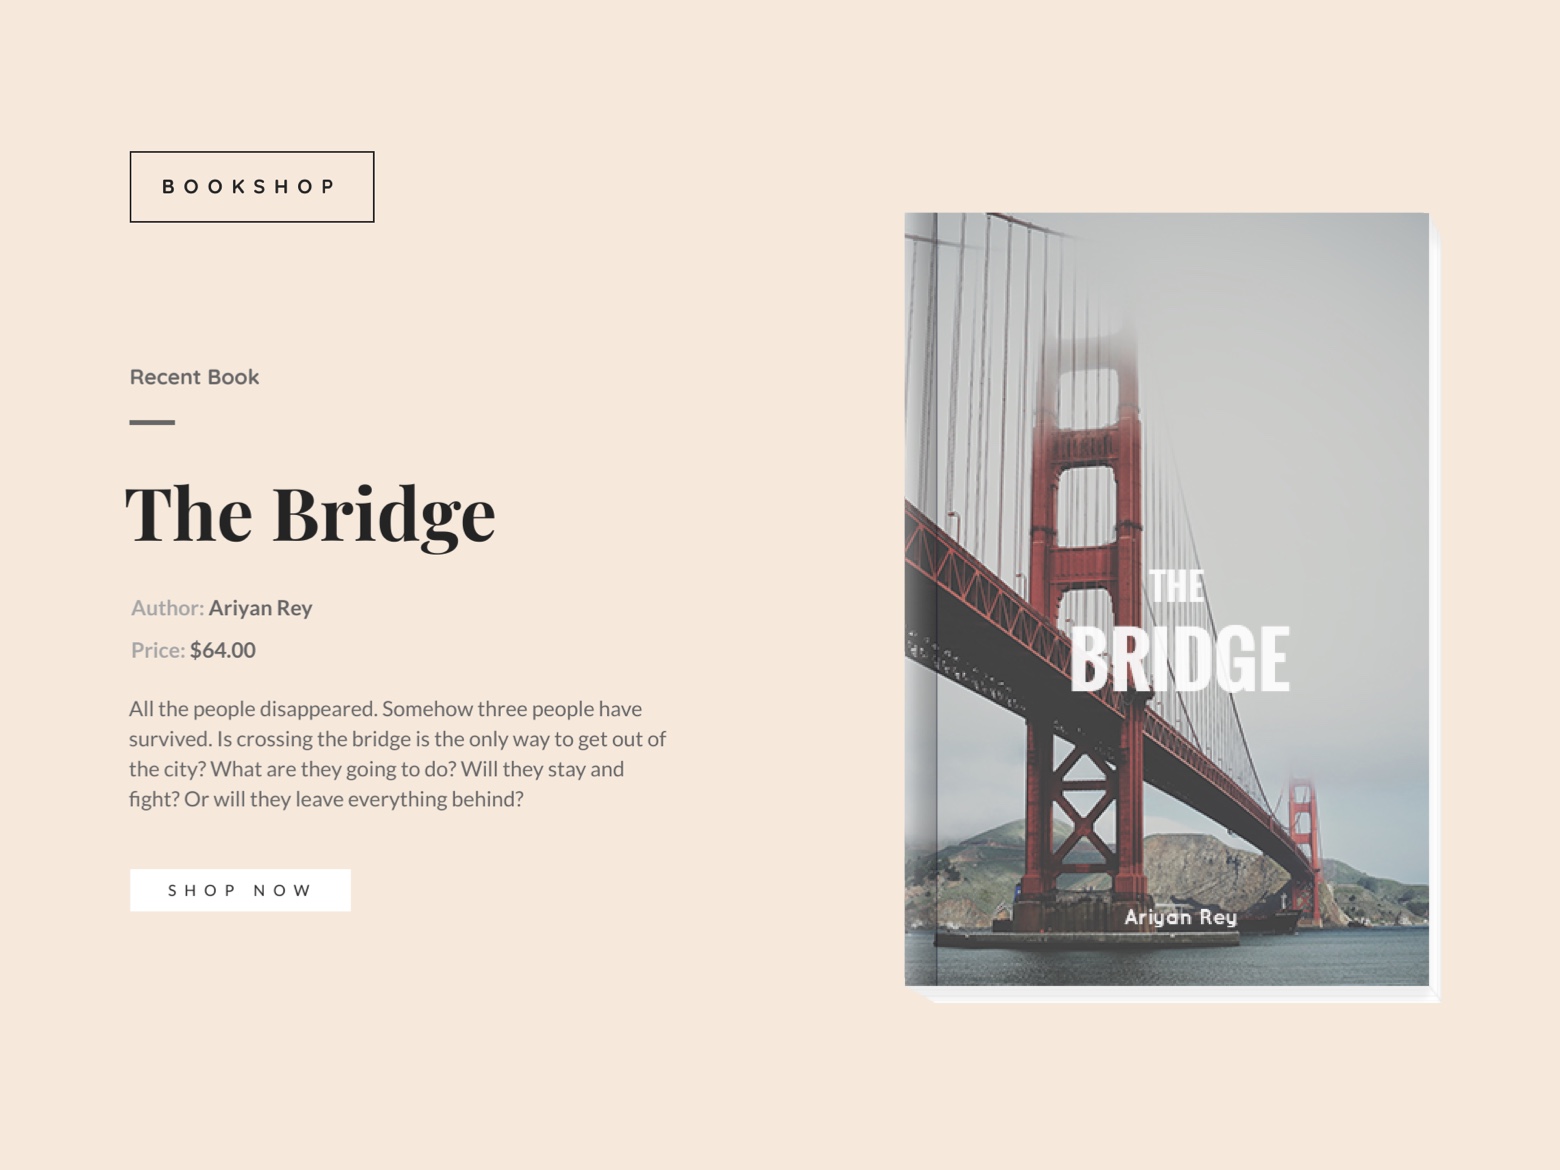 BOOKSHOP
Recent Book
The Bridge
Author: Ariyan Rey
Price: $64.00
All the people disappeared. Somehow three people have
survived. Is crossing the bridge is the only way to get out of
the city? What are they going to do? Will they stay and
fight? Or will they leave everything behind?
SHOP NOW
THE
BRIDGE
Ariyan Rey